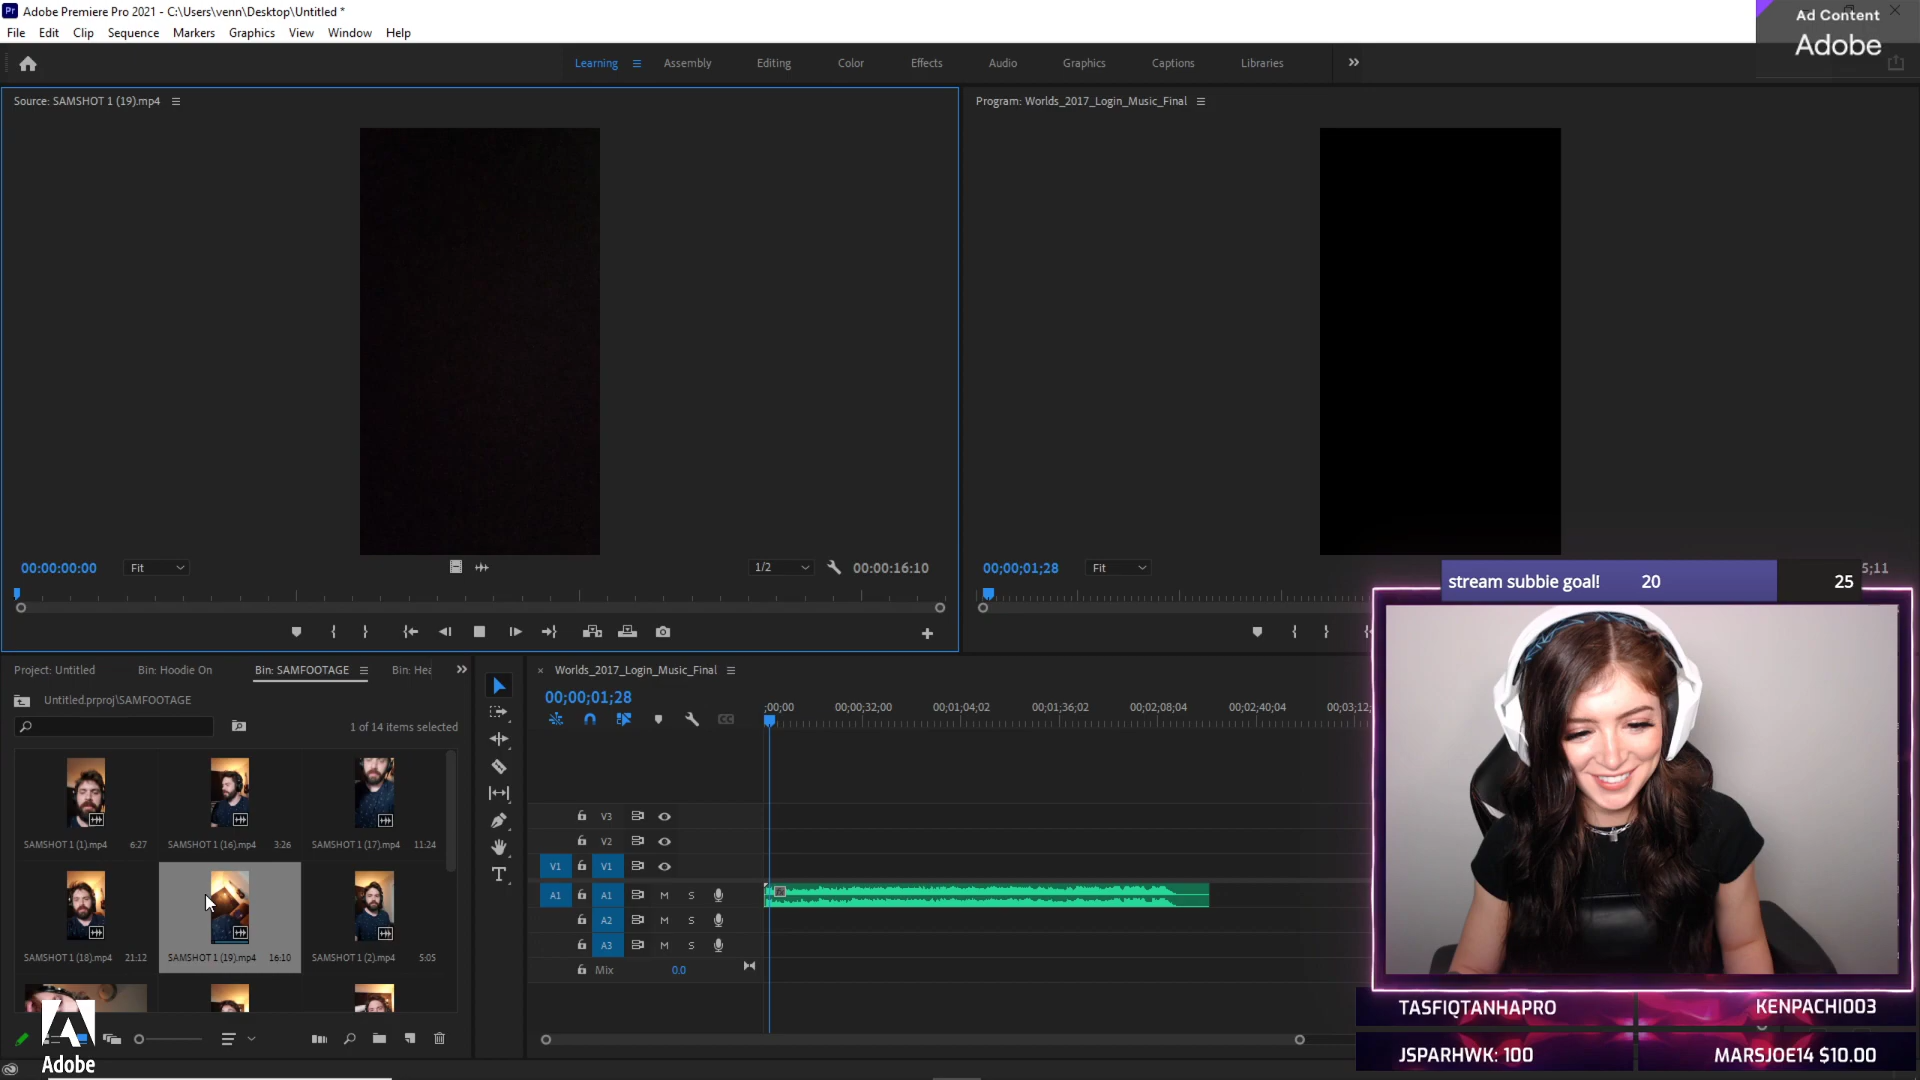 Adobe Premiere Pro 2021 - C:\Users\venn\Desktop\Untitled *
File Edit Clip Sequence Markers Graphics View Window Help
Ad Content
Adobe
Learning Assembly Editing Color Effects Audio Graphics Captions Libraries
Source: SAMSHOT 1 (19).mp4
Program: Worlds_2017_Login_Music_Final
00:00:00:00 Fit 1/2 00:00:16:10
00;00;01;28 Fit 5;11
stream subbie goal! 20 25
Project: Untitled Bin: Hoodie On Bin: SAMFOOTAGE Bin: Hea
Untitled.prproj\SAMFOOTAGE
1 of 14 items selected
SAMSHOT 1 (1).mp4 6:27
SAMSHOT 1 (16).mp4 3:26
SAMSHOT 1 (17).mp4 11:24
SAMSHOT 1 (18).mp4 21:12
SAMSHOT 1 (19).mp4 16:10
SAMSHOT 1 (2).mp4 5:05
Adobe
Worlds_2017_Login_Music_Final
00;00;01;28
;00;00 00;00;32;00 00;01;04;02 00;01;36;02 00;02;08;04 00;02;40;04 00;03;12;
V3
V2
V1 V1
A1 A1 M S
A2 M S
A3 M S
Mix 0.0
TASFIQTANHAPRO
KENPACHI003
JSPARHWK: 100
MARSJOE14 $10.00